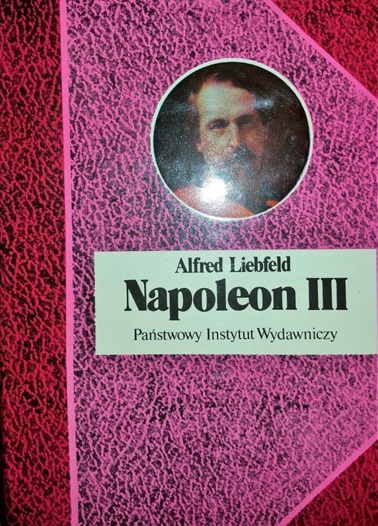 Alfred Liebfeld
Napoleon III
Państwowy Instytut Wydawniczy